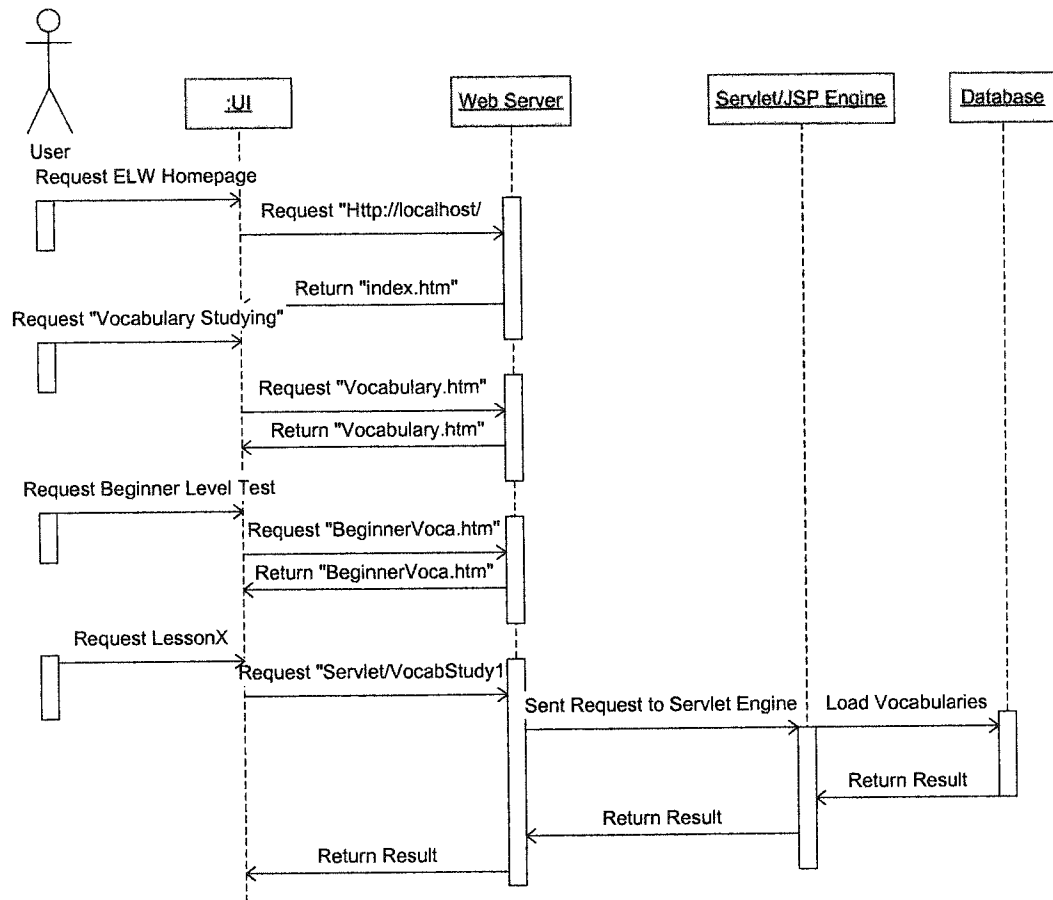 :UI
Web Server
Servlet/JSP Engine
Database
User
Request ELW Homepage
Request "Http://localhost/
Return "index.htm"
Request "Vocabulary Studying"
Request "Vocabulary.htm"
Return "Vocabulary.htm"
Request Beginner Level Test
Request "BeginnerVoca.htm"
Return "BeginnerVoca.htm"
Request LessonX
Request "Servlet/VocabStudy1
Sent Request to Servlet Engine
Load Vocabularies
Return Result
Return Result
Return Result